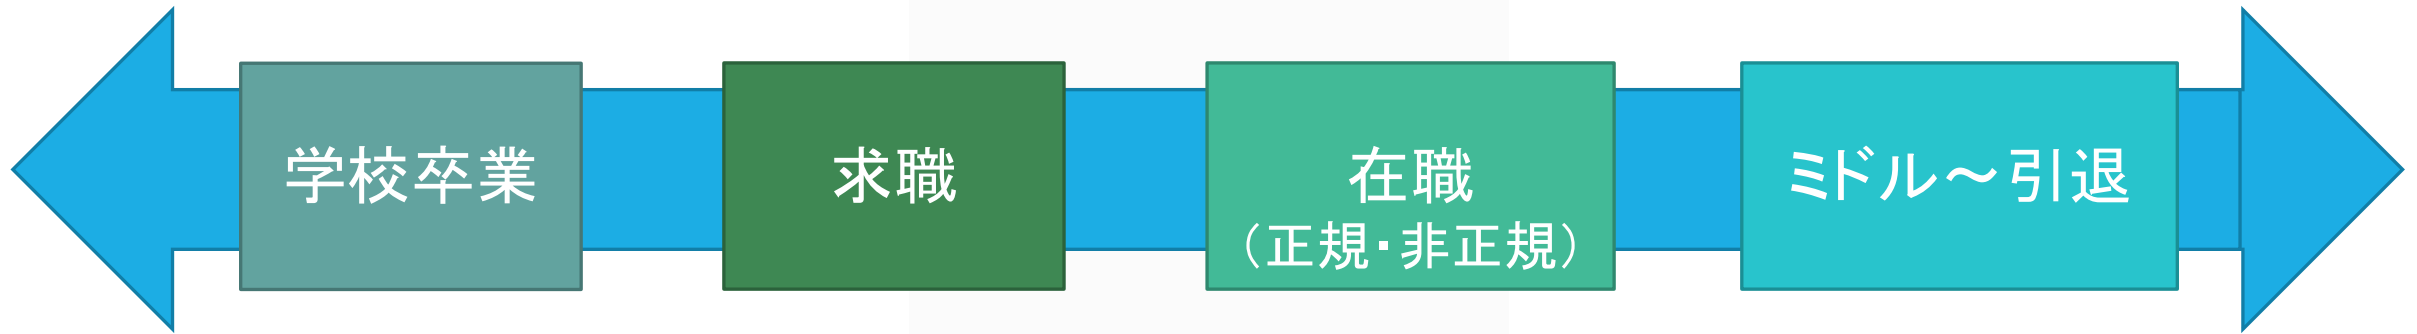 学校卒業
求職
在職
（正規・非正規）
ミドル～引退